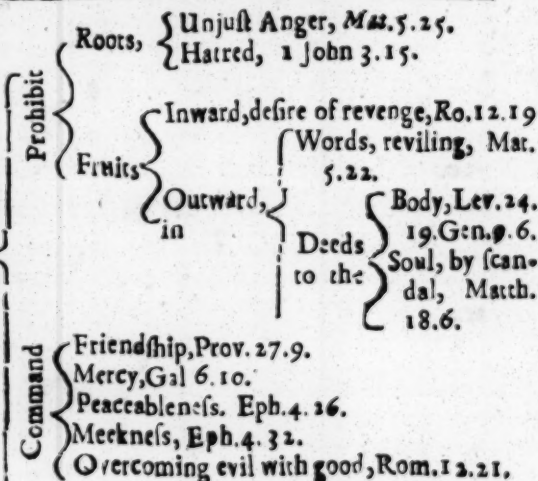 Prohibit
Roots,
Unjuſt Anger, Mat. 5. 25.
Hatred, 1 John 3. 15.
Fruits
Inward, deſire of revenge, Ro. 12. 19
Outward,
in
Words, reviling, Mat.
5. 22.
Deeds
to the
Body, Lev. 24.
19. Gen. 9. 6.
Soul, by ſcan-
dal, Matth.
18. 6.
Command
Friendſhip, Prov. 27. 9.
Mercy, Gal 6. 10.
Peaceableneſs. Eph. 4. 26.
Meekneſs, Eph. 4. 32.
Overcoming evil with good, Rom. 12. 21.